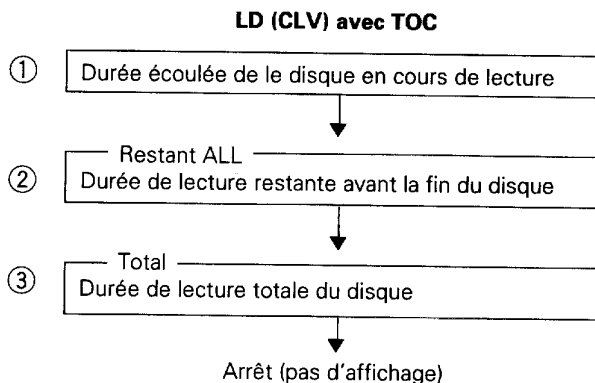 LD (CLV) avec TOC
① Durée écoulée de le disque en cours de lecture
Restant ALL
② Durée de lecture restante avant la fin du disque
Total
③ Durée de lecture totale du disque
Arrêt (pas d'affichage)